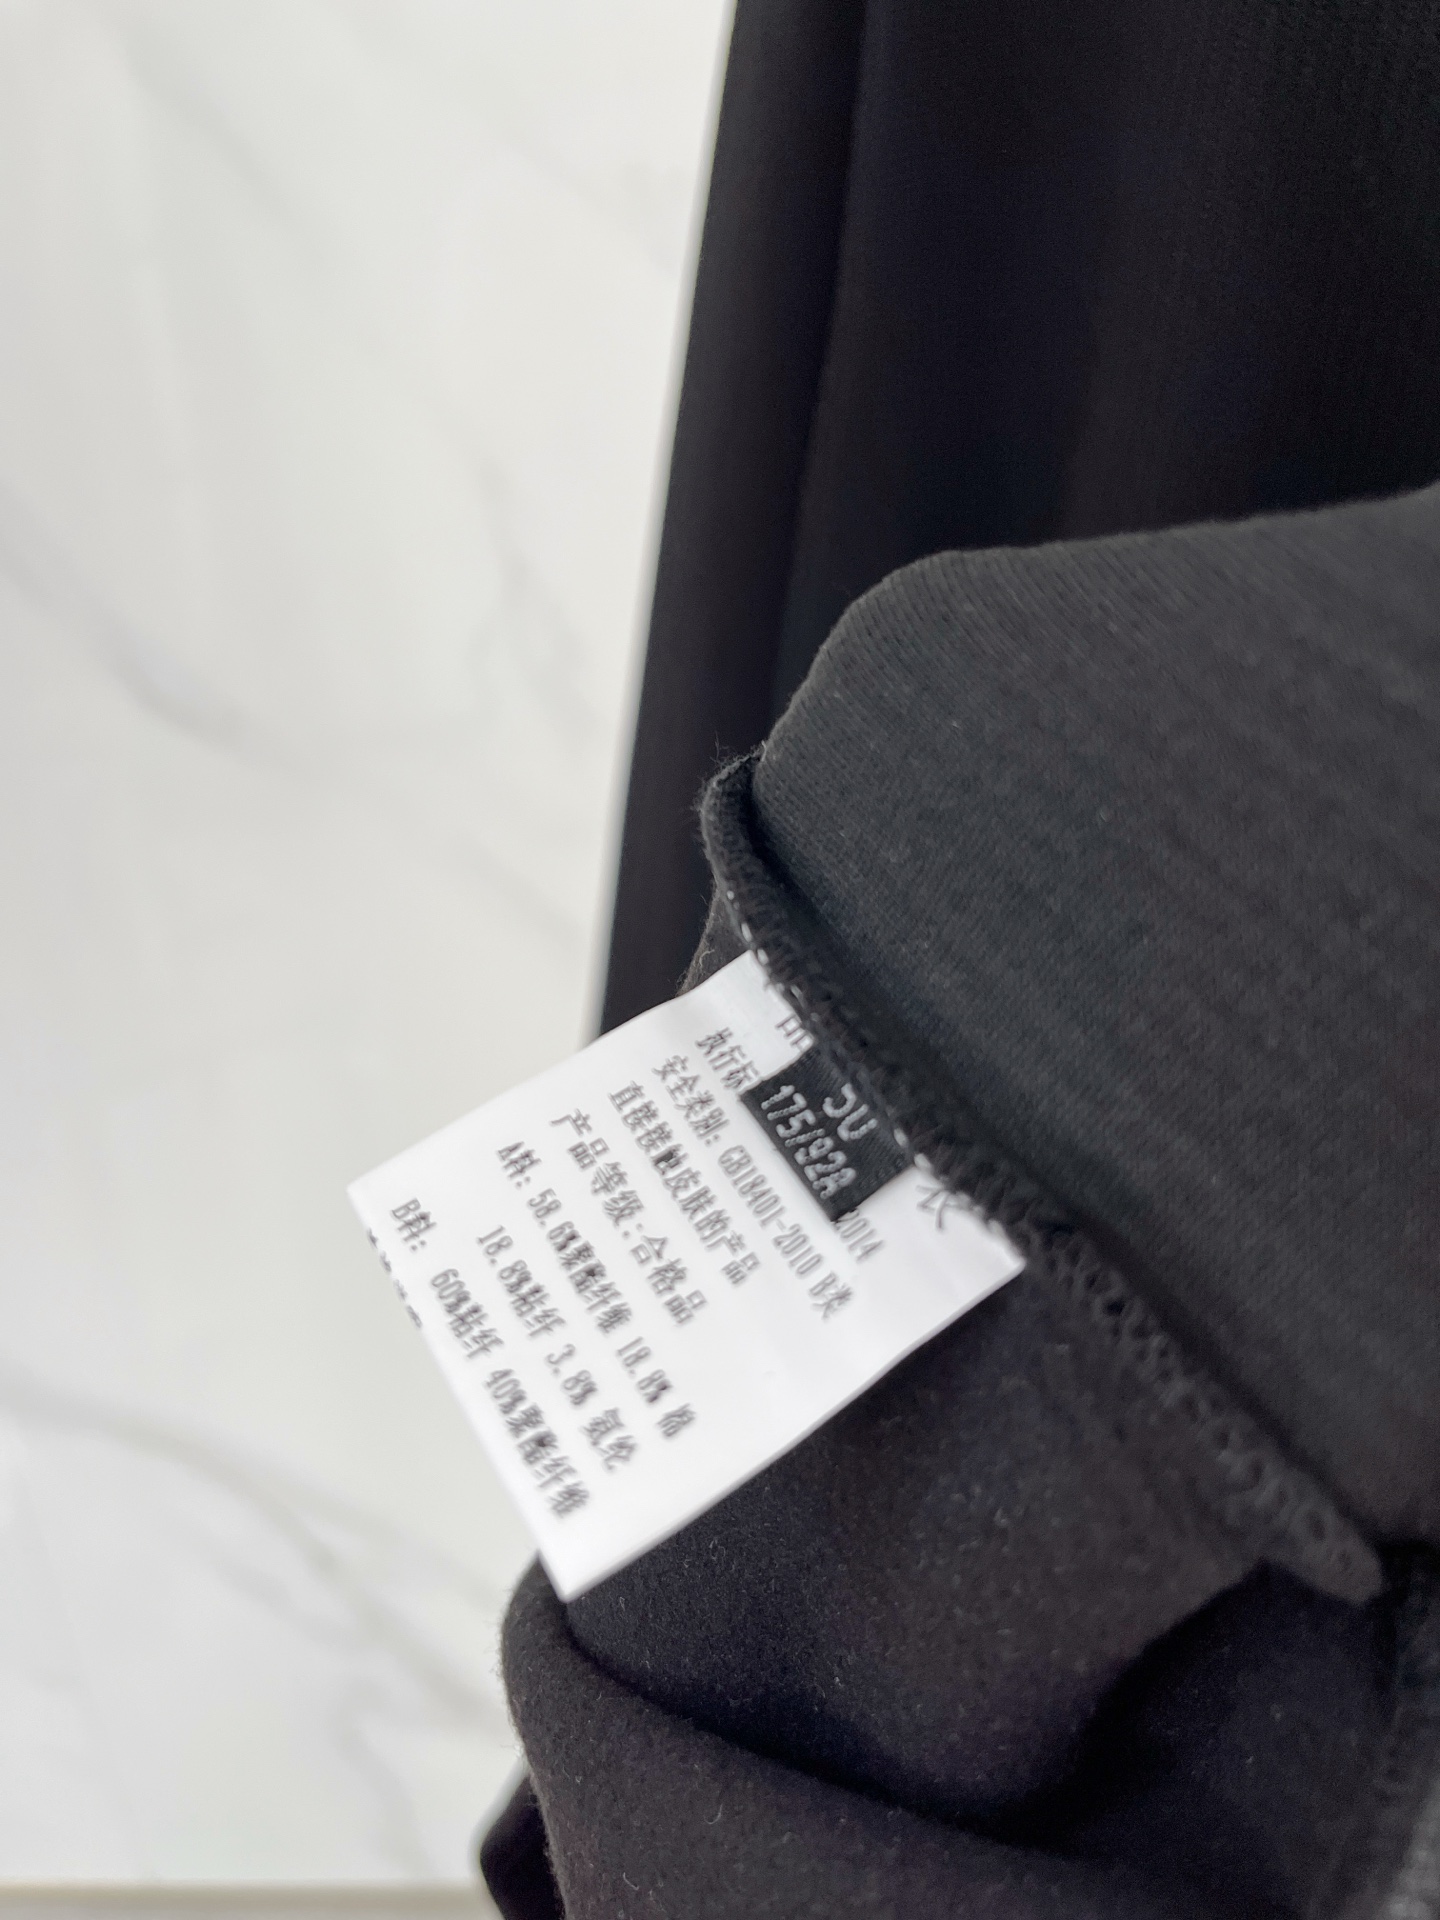 50
175/92A
执行标
2014
安全类别：GB18401-2010 B类
直接接触皮肤的产品
产品等级：合格品
A料：58.6%聚酯纤维 18.8% 棉
18.8%粘纤 3.8% 氨纶
B料： 60%粘纤 40%聚酯纤维